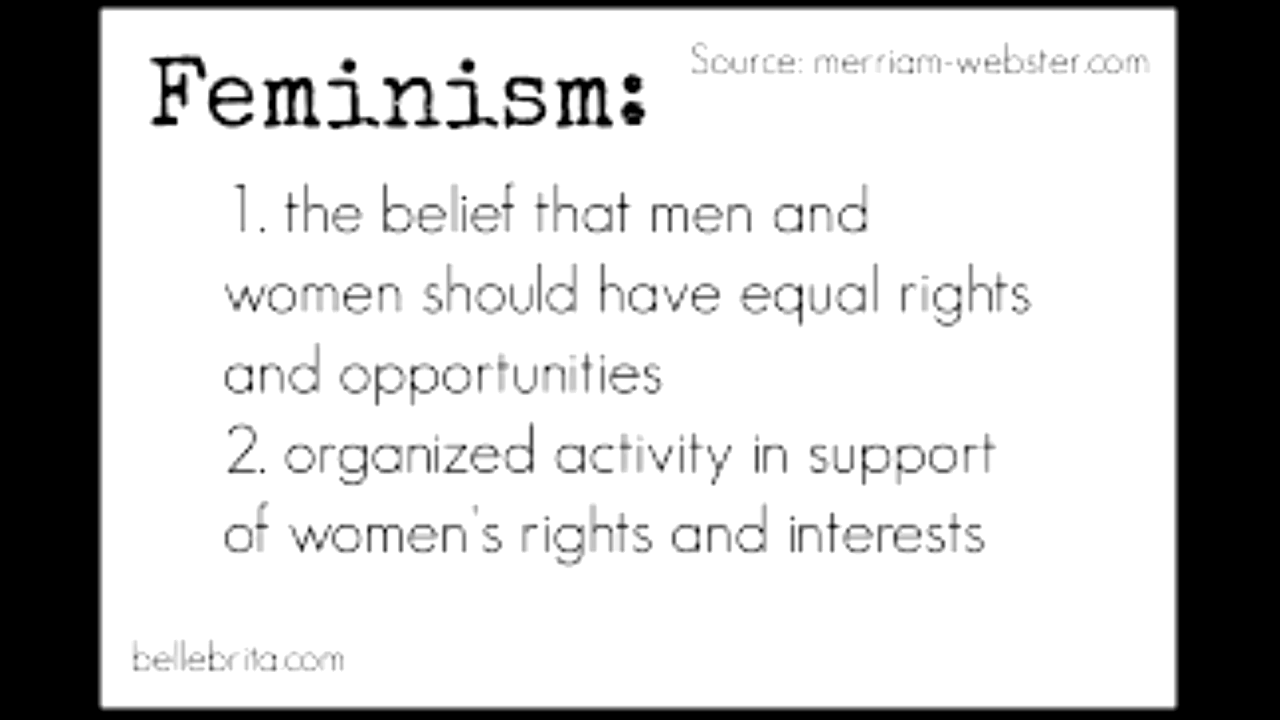 Feminism:
Source: merriam-webster.com
1. the belief that men and
women should have equal rights
and opportunities
2. organized activity in support
of women's rights and interests
bellebrita.com